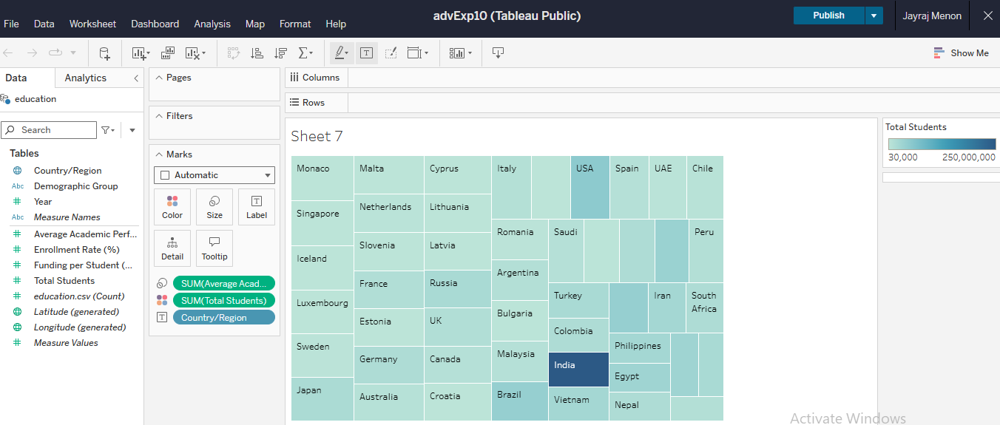 advExp10 (Tableau Public)
Publish
Jayraj Menon
File Data Worksheet Dashboard Analysis Map Format Help
Show Me
Data Analytics
education
Search
Tables
Country/Region
Abc Demographic Group
Year
Abc Measure Names
Average Academic Perf...
Enrollment Rate (%)
Funding per Student (...
Total Students
education.csv (Count)
Latitude (generated)
Longitude (generated)
Measure Values
Pages
Filters
Marks
Automatic
Color Size Label
Detail Tooltip
SUM(Average Acad...
SUM(Total Students)
Country/Region
Columns
Rows
Sheet 7
Monaco
Singapore
Iceland
Luxembourg
Sweden
Japan
Malta
Netherlands
Slovenia
France
Estonia
Germany
Australia
Cyprus
Lithuania
Latvia
Russia
UK
Canada
Croatia
Italy
USA
Spain
UAE
Chile
Romania
Argentina
Bulgaria
Malaysia
Brazil
Saudi
Peru
Turkey
Colombia
India
Vietnam
Iran
South
Africa
Philippines
Egypt
Nepal
Total Students
30,000 250,000,000
Activate Windows